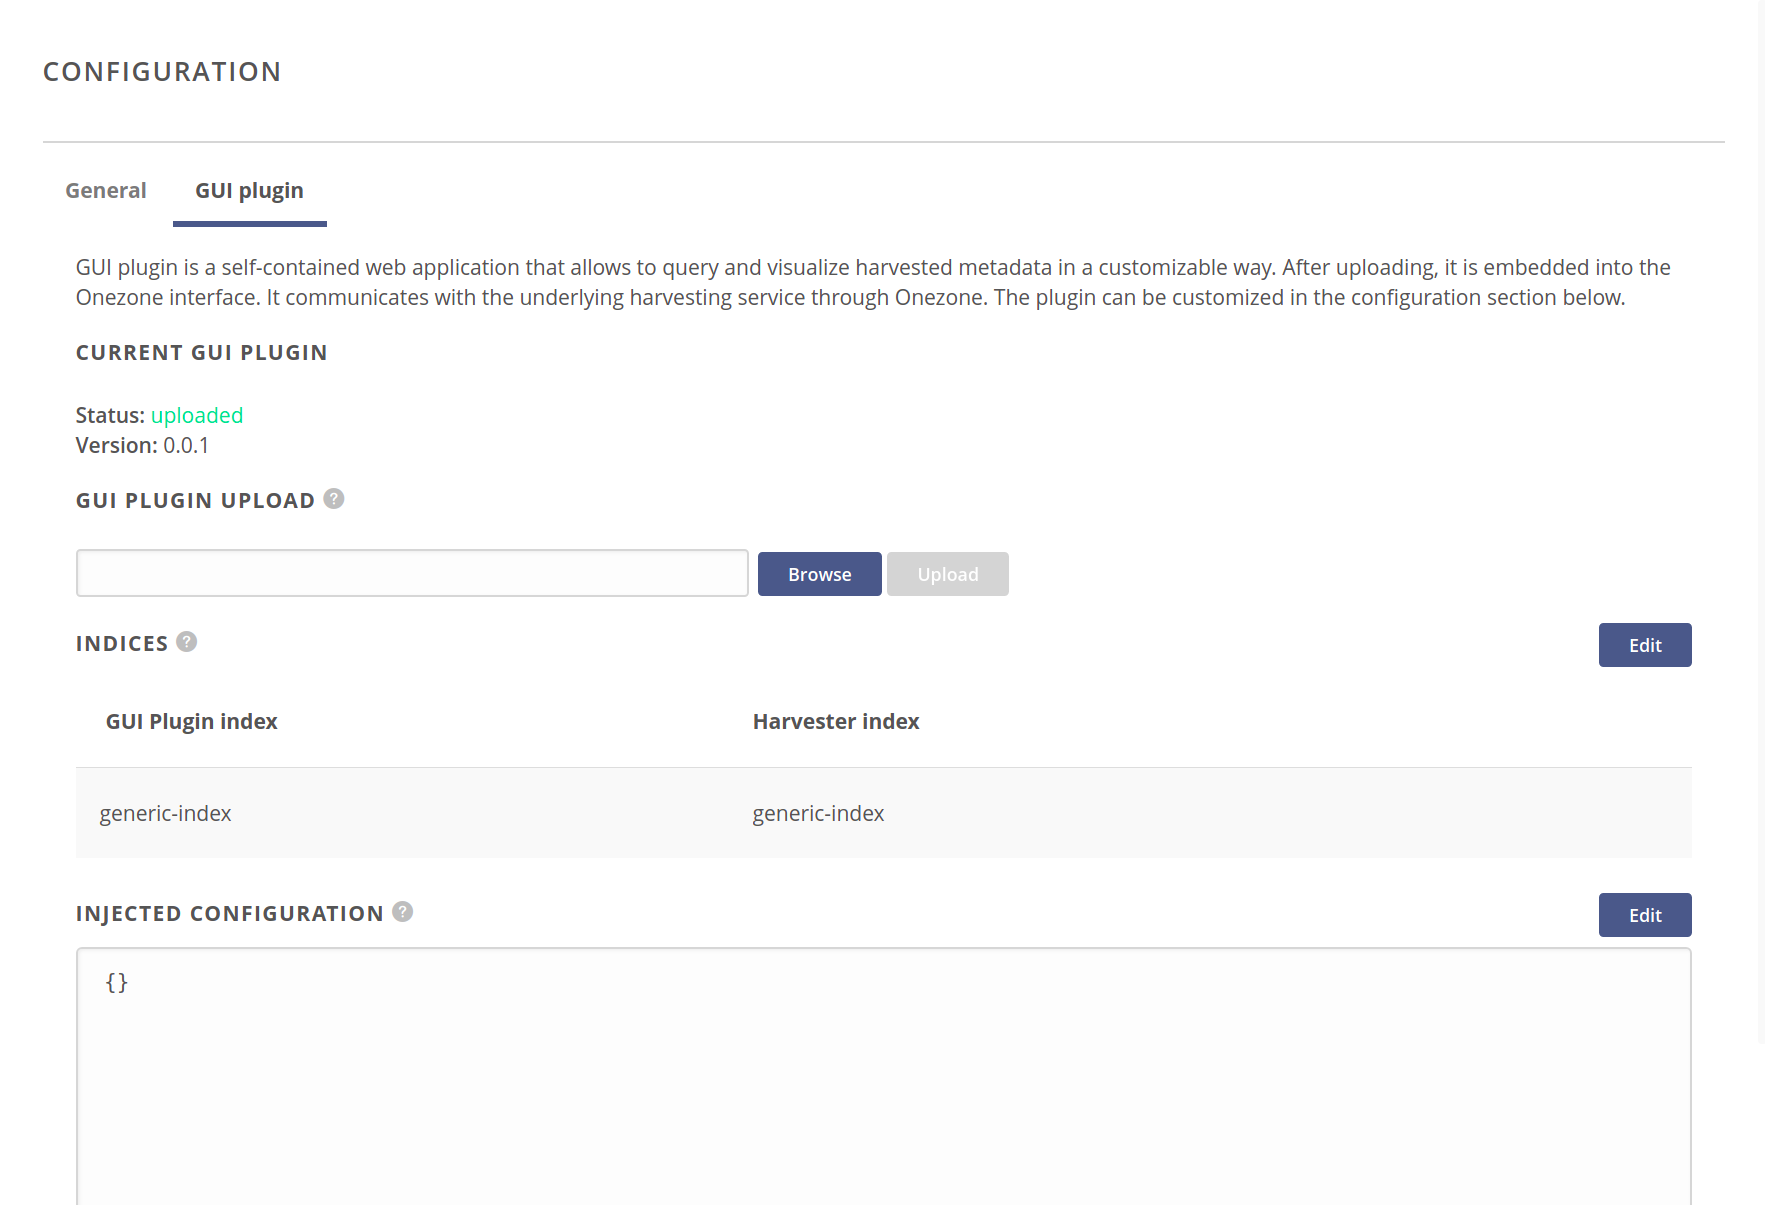 CONFIGURATION
General GUI plugin
GUI plugin is a self-contained web application that allows to query and visualize harvested metadata in a customizable way. After uploading, it is embedded into the
Onezone interface. It communicates with the underlying harvesting service through Onezone. The plugin can be customized in the configuration section below.
CURRENT GUI PLUGIN
Status: uploaded
Version: 0.0.1
GUI PLUGIN UPLOAD ?
Browse Upload
INDICES ? Edit
GUI Plugin index Harvester index
generic-index generic-index
INJECTED CONFIGURATION ? Edit
{}